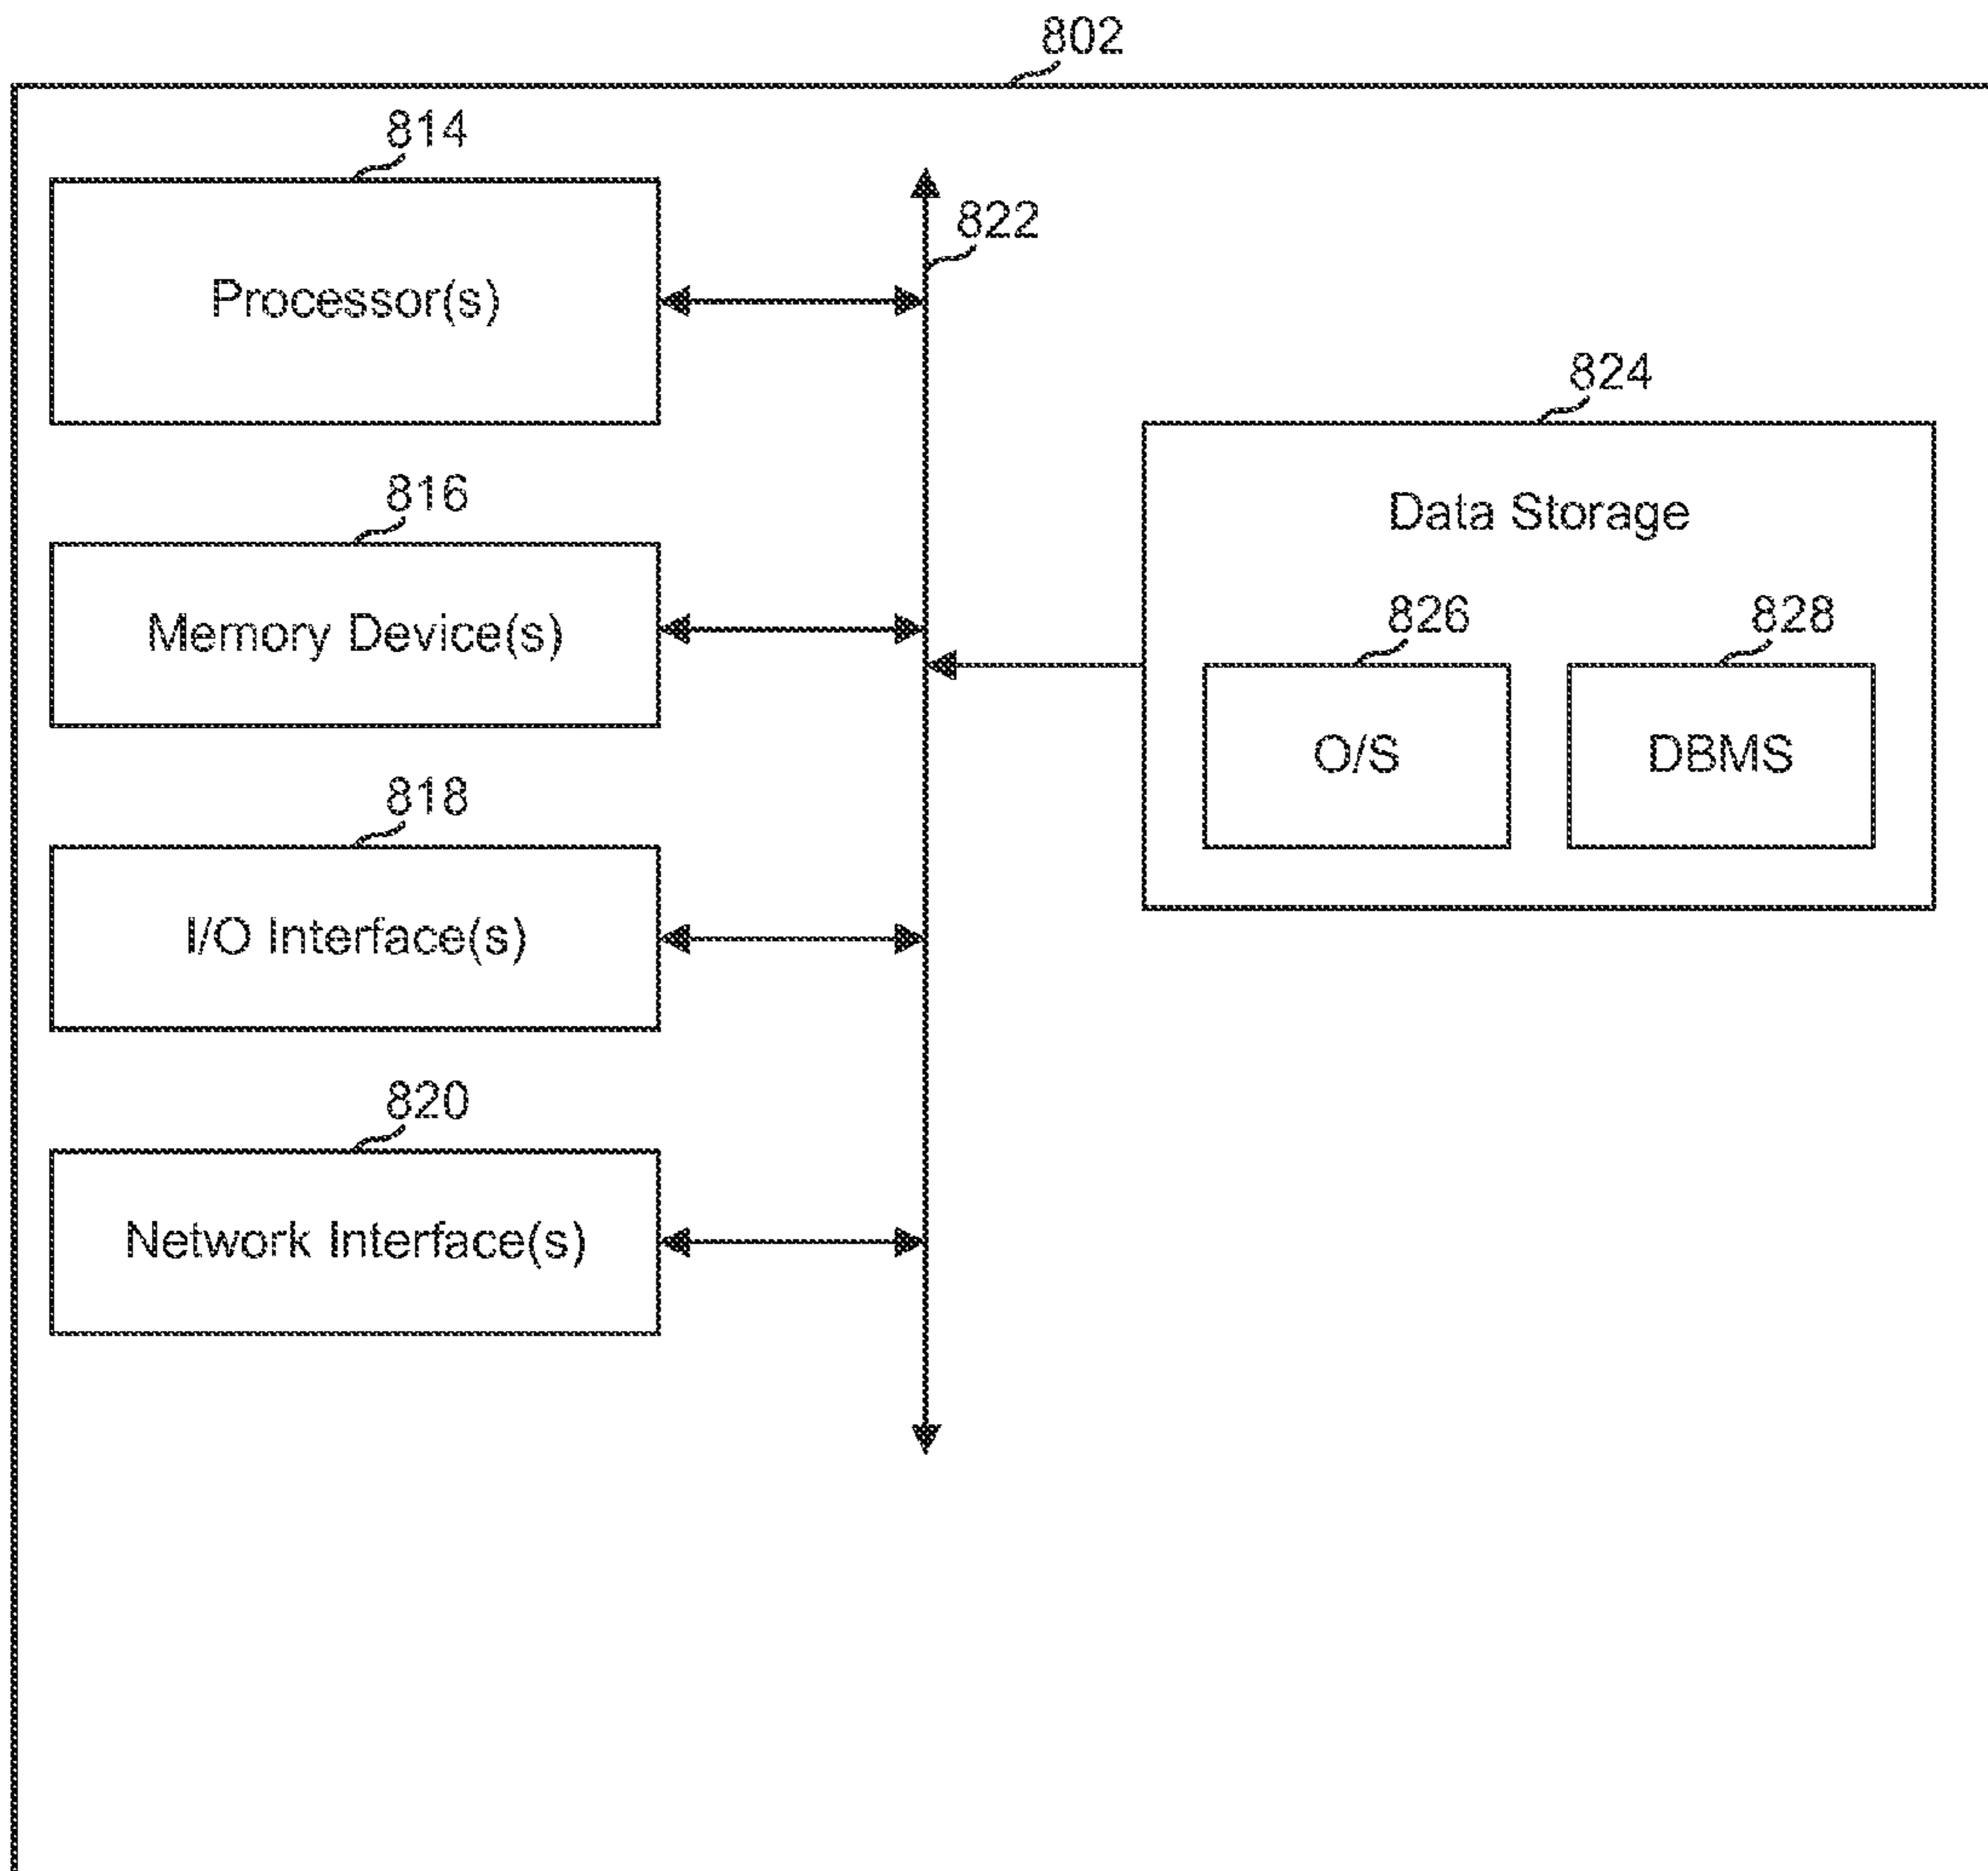 802
814
822
Processor(s)
824
816
Data Storage
Memory Device(s)
826 828
O/S DBMS
818
I/O Interface(s)
820
Network Interface(s)